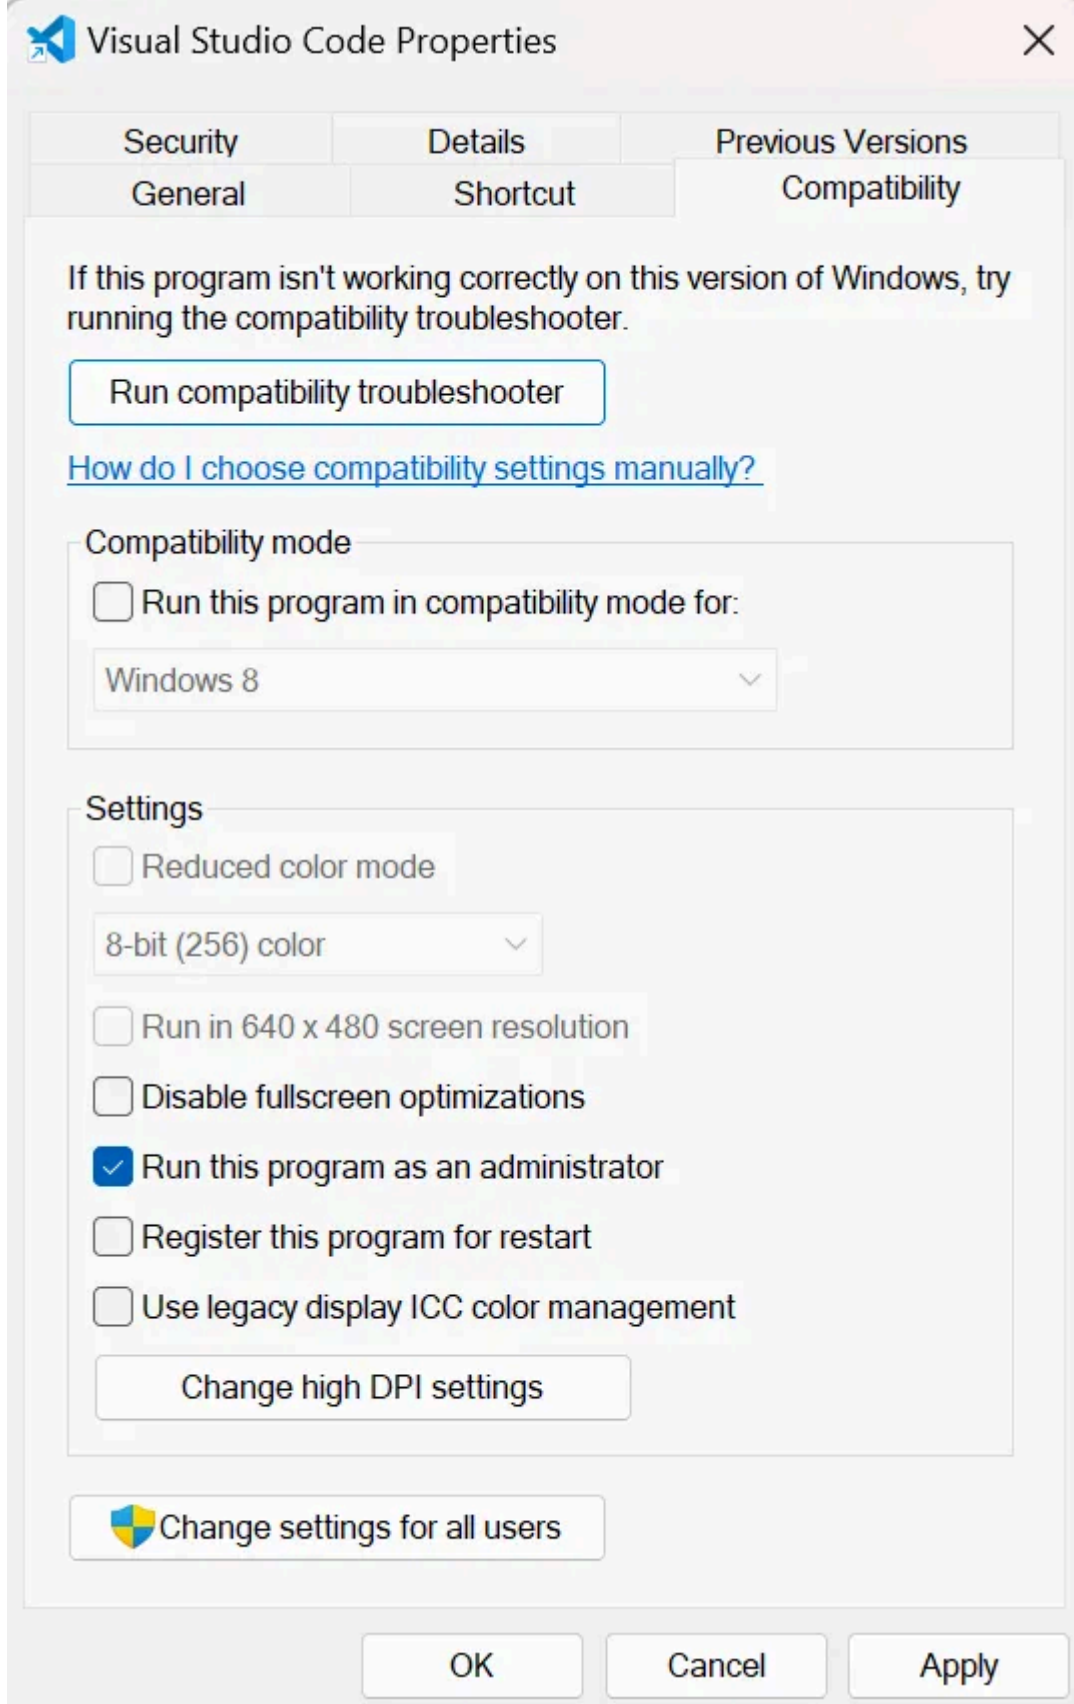 Visual Studio Code Properties
Security Details Previous Versions
General Shortcut Compatibility
If this program isn't working correctly on this version of Windows, try
running the compatibility troubleshooter.
Run compatibility troubleshooter
How do I choose compatibility settings manually?
Compatibility mode
Run this program in compatibility mode for:
Windows 8
Settings
Reduced color mode
8-bit (256) color
Run in 640 x 480 screen resolution
Disable fullscreen optimizations
Run this program as an administrator
Register this program for restart
Use legacy display ICC color management
Change high DPI settings
Change settings for all users
OK Cancel Apply